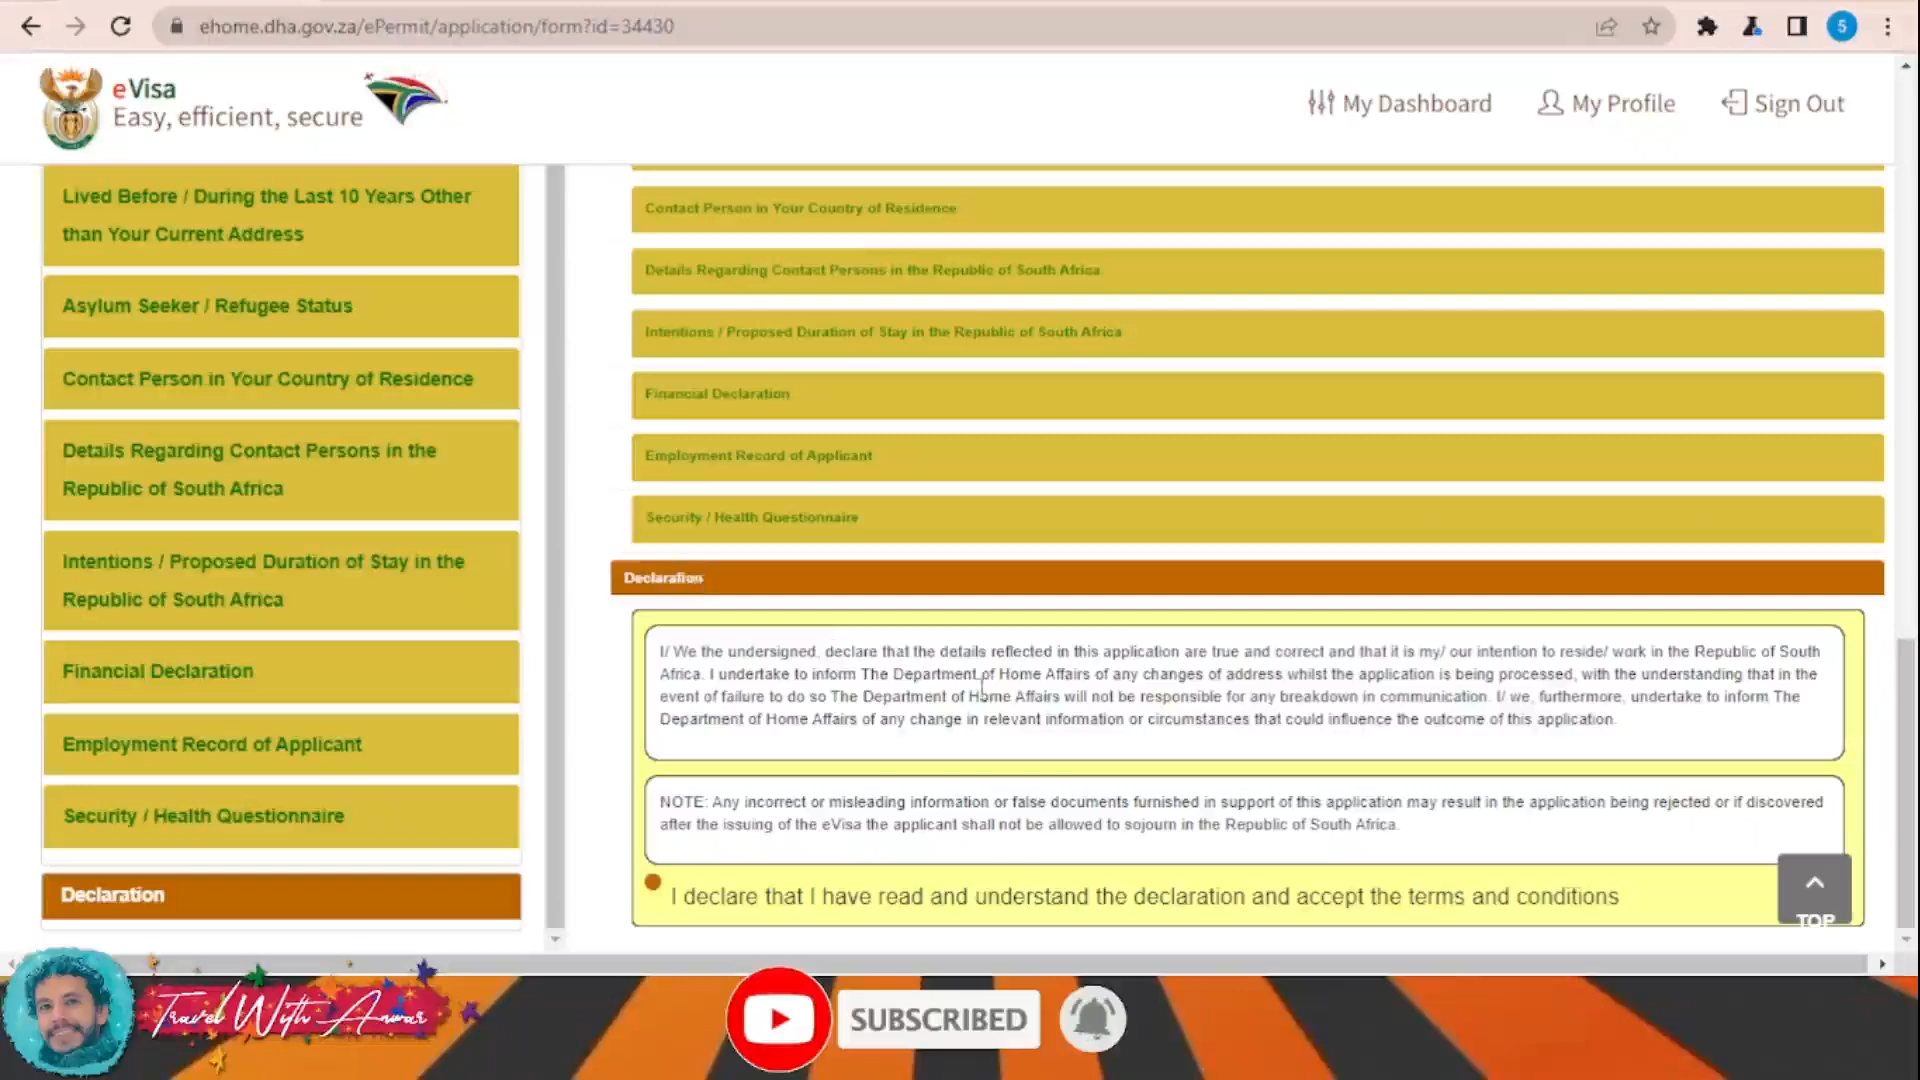 ehome.dha.gov.za/ePermit/application/form?id=34430
5
eVisa
Easy, efficient, secure
My Dashboard
My Profile
Sign Out
Lived Before / During the Last 10 Years Other
than Your Current Address
Asylum Seeker / Refugee Status
Contact Person in Your Country of Residence
Details Regarding Contact Persons in the
Republic of South Africa
Intentions / Proposed Duration of Stay in the
Republic of South Africa
Financial Declaration
Employment Record of Applicant
Security / Health Questionnaire
Declaration
Contact Person in Your Country of Residence
Details Regarding Contact Persons in the Republic of South Africa
Intentions / Proposed Duration of Stay in the Republic of South Africa
Financial Declaration
Employment Record of Applicant
Security / Health Questionnaire
Declaration
I/ We the undersigned, declare that the details reflected in this application are true and correct and that it is my/ our intention to reside/ work in the Republic of South
Africa. I undertake to inform The Department of Home Affairs of any changes of address whilst the application is being processed, with the understanding that in the
event of failure to do so The Department of Home Affairs will not be responsible for any breakdown in communication. I/ we, furthermore, undertake to inform The
Department of Home Affairs of any change in relevant information or circumstances that could influence the outcome of this application.
NOTE: Any incorrect or misleading information or false documents furnished in support of this application may result in the application being rejected or if discovered
after the issuing of the eVisa the applicant shall not be allowed to sojourn in the Republic of South Africa.
I declare that I have read and understand the declaration and accept the terms and conditions
TOP
Travel With Anwar
SUBSCRIBED